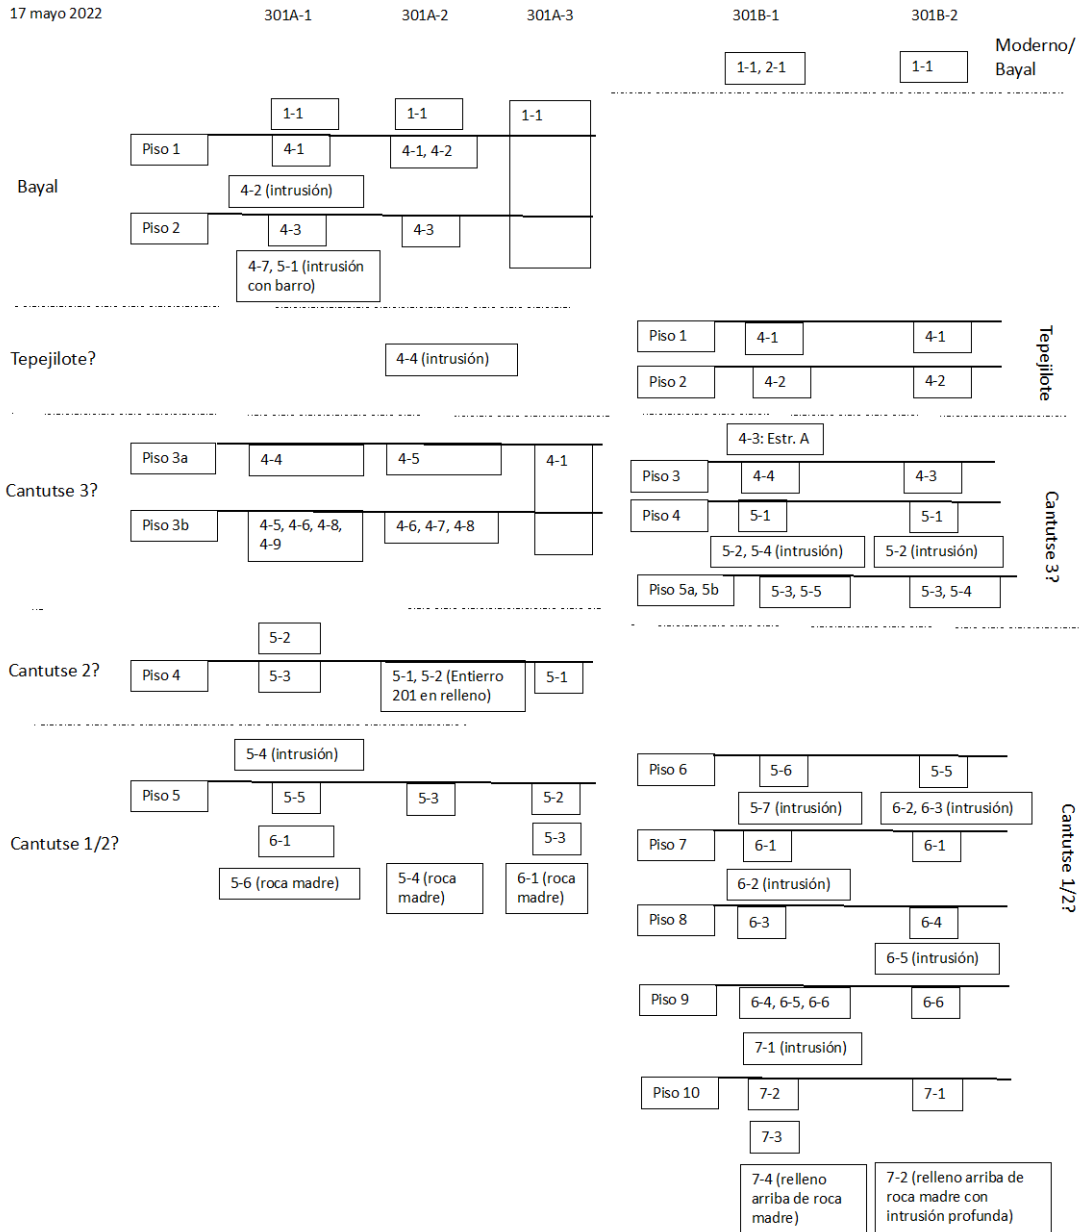 17 mayo 2022
301A-1
301A-2
301A-3
301B-1
301B-2
Moderno/
Bayal
1-1, 2-1
1-1
1-1
1-1
1-1
Piso 1
4-1
4-1, 4-2
Bayal
4-2 (intrusión)
Piso 2
4-3
4-3
4-7, 5-1 (intrusión
con barro)
Tepejilote?
4-4 (intrusión)
Piso 1
4-1
4-1
Piso 2
4-2
4-2
Tepejilote
Piso 3a
4-4
4-5
4-1
Cantutse 3?
Piso 3b
4-5, 4-6, 4-8,
4-9
4-6, 4-7, 4-8
4-3: Estr. A
Piso 3
4-4
4-3
Piso 4
5-1
5-1
5-2, 5-4 (intrusión)
5-2 (intrusión)
Piso 5a, 5b
5-3, 5-5
5-3, 5-4
Cantutse 3?
5-2
Cantutse 2?
Piso 4
5-3
5-1, 5-2 (Entierro
201 en relleno)
5-1
5-4 (intrusión)
Piso 5
5-5
5-3
5-2
Cantutse 1/2?
6-1
5-3
5-6 (roca madre)
5-4 (roca
madre)
6-1 (roca
madre)
Piso 6
5-6
5-5
5-7 (intrusión)
6-2, 6-3 (intrusión)
Piso 7
6-1
6-1
6-2 (intrusión)
Piso 8
6-3
6-4
6-5 (intrusión)
Cantutse 1/2?
Piso 9
6-4, 6-5, 6-6
6-6
7-1 (intrusión)
Piso 10
7-2
7-1
7-3
7-4 (relleno
arriba de roca
madre)
7-2 (relleno arriba de
roca madre con
intrusión profunda)